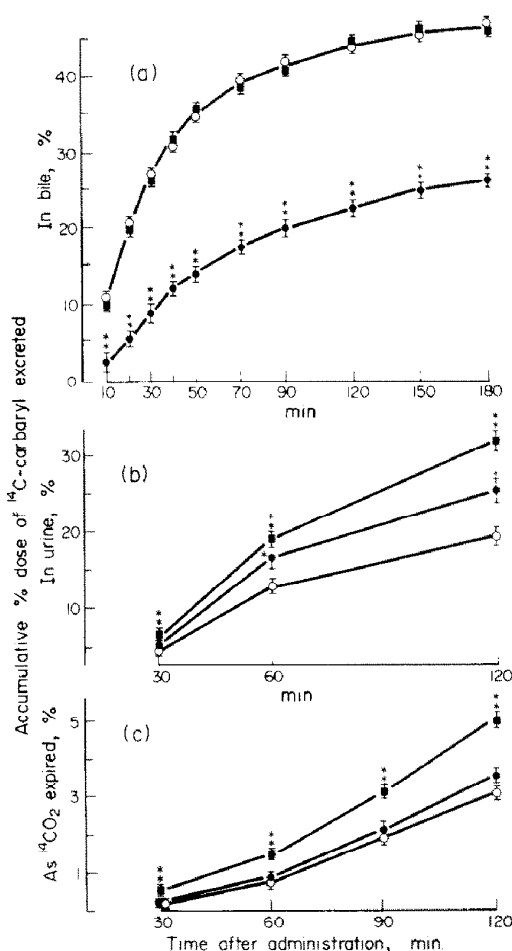 (a)
40
30
20
10
0
In bile, %
10
30
50
70
90
120
150
180
min
Accumulative % dose of ¹⁴C-carbaryl excreted
(b)
30
20
10
In urine, %
30
60
120
min
(c)
5
3
1
As ¹⁴CO₂ expired, %
30
60
90
120
Time after administration, min.